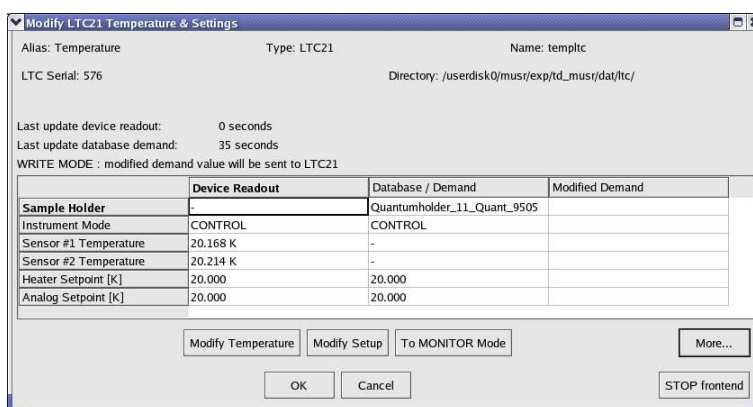 Modify LTC21 Temperature & Settings
Alias: Temperature Type: LTC21 Name: templtc
LTC Serial: 576 Directory: /userdisk0/musr/exp/td_musr/dat/ltc/
Last update device readout: 0 seconds
Last update database demand: 35 seconds
WRITE MODE : modified demand value will be sent to LTC21
Device Readout Database / Demand Modified Demand
Sample Holder - Quantumholder_11_Quant_9505
Instrument Mode CONTROL CONTROL
Sensor #1 Temperature 20.168 K -
Sensor #2 Temperature 20.214 K -
Heater Setpoint [K] 20.000 20.000
Analog Setpoint [K] 20.000 20.000
Modify Temperature Modify Setup To MONITOR Mode More...
OK Cancel STOP frontend